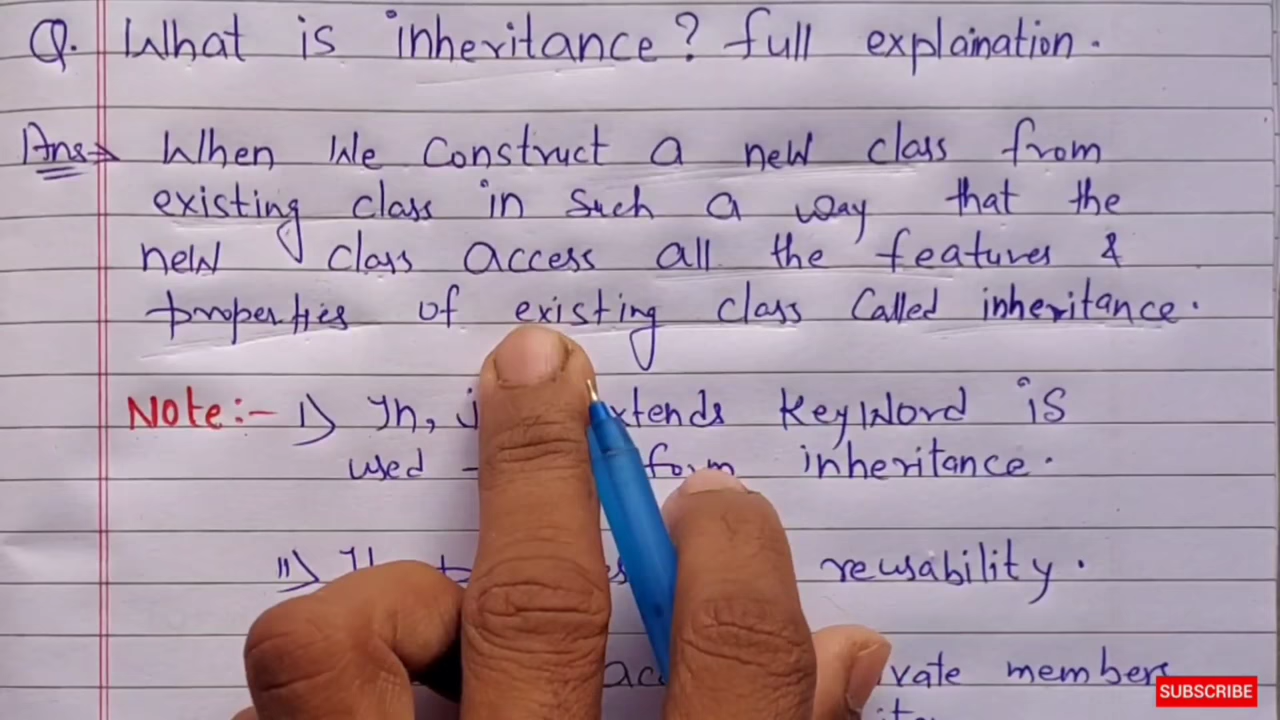 Q. What is inheritance? full explaination.
Ans→ When we construct a new class from
existing class in such a way that the
new class access all the features &
properties of existing class called inheritance.
Note:- i) In, extends keyword is
used form inheritance.
ii) reusability.
members
SUBSCRIBE